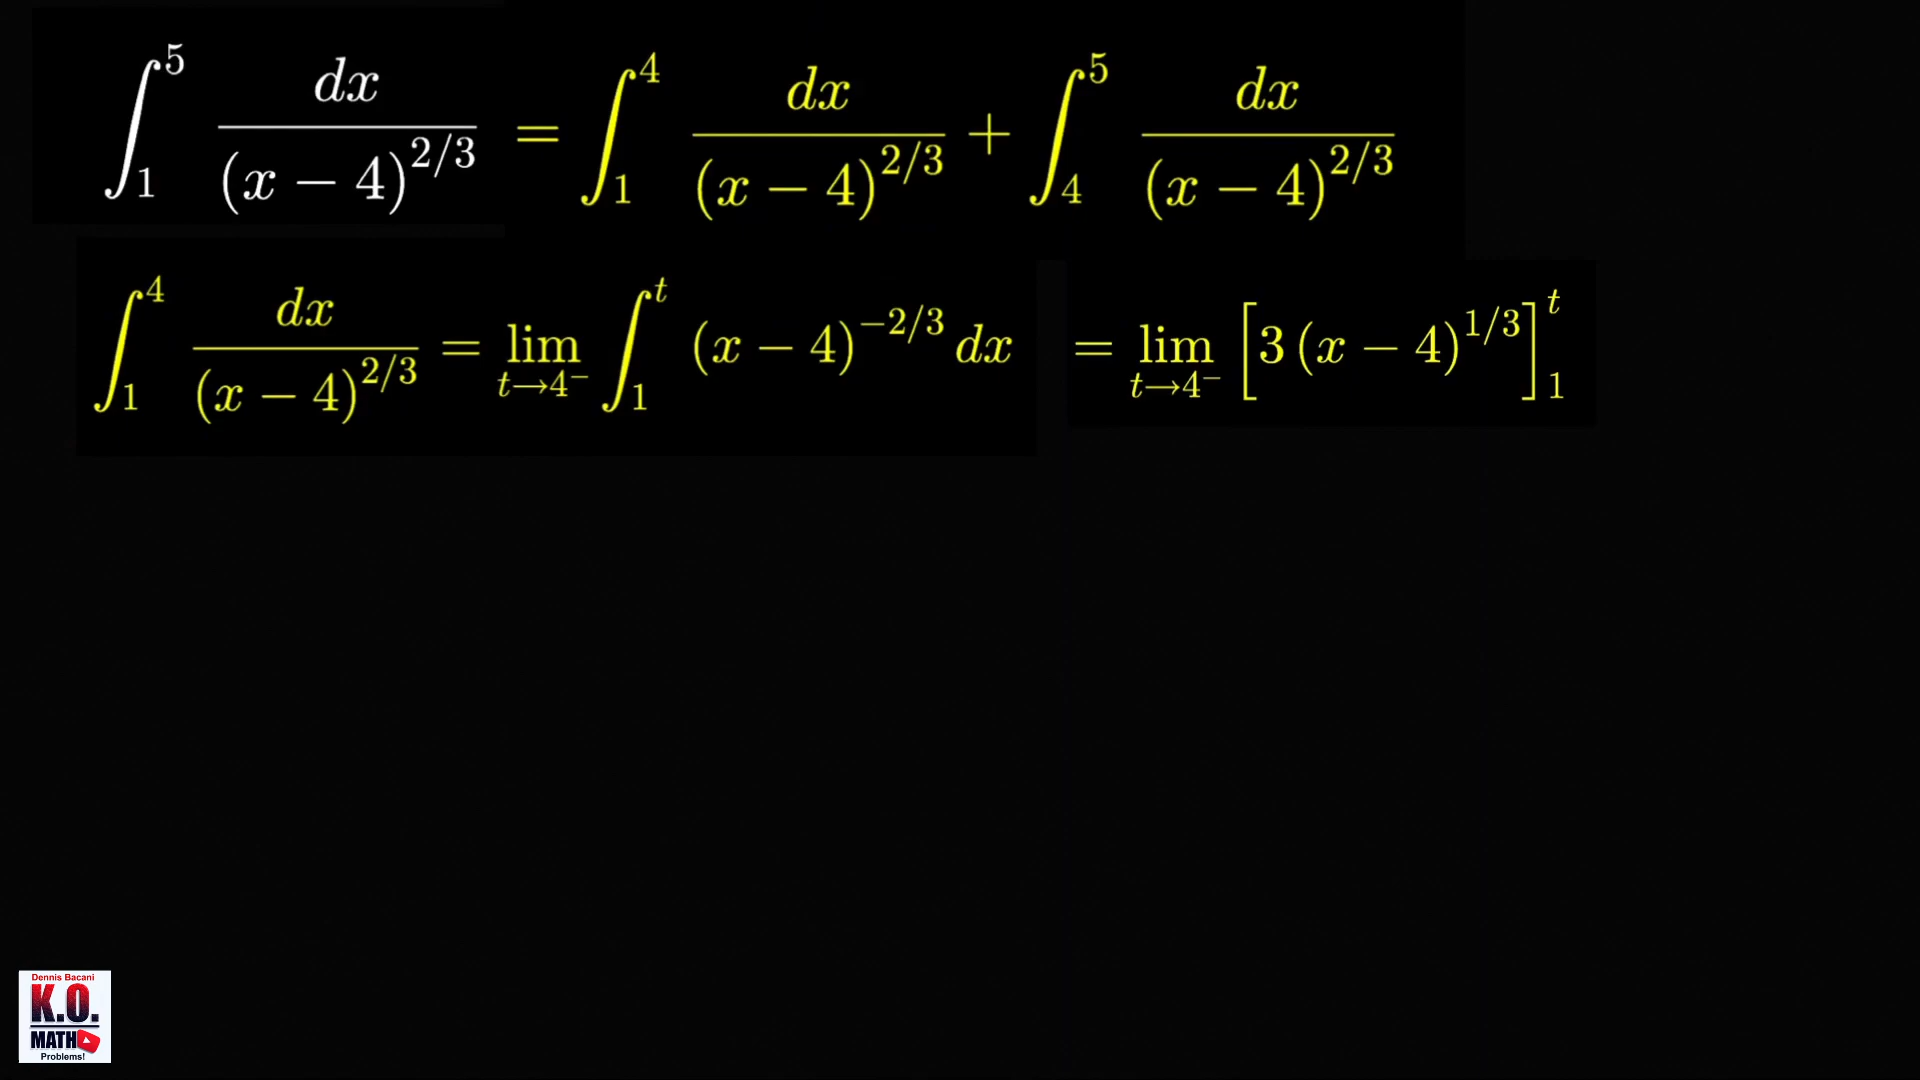 ∫_1^5 dx/(x − 4)^{2/3} = ∫_1^4 dx/(x − 4)^{2/3} + ∫_4^5 dx/(x − 4)^{2/3}
∫_1^4 dx/(x − 4)^{2/3} = lim_{t→4⁻} ∫_1^t (x − 4)^{−2/3} dx = lim_{t→4⁻} [3 (x − 4)^{1/3}]_1^t
Dennis Bacani
K.O.
MATH
Problems!